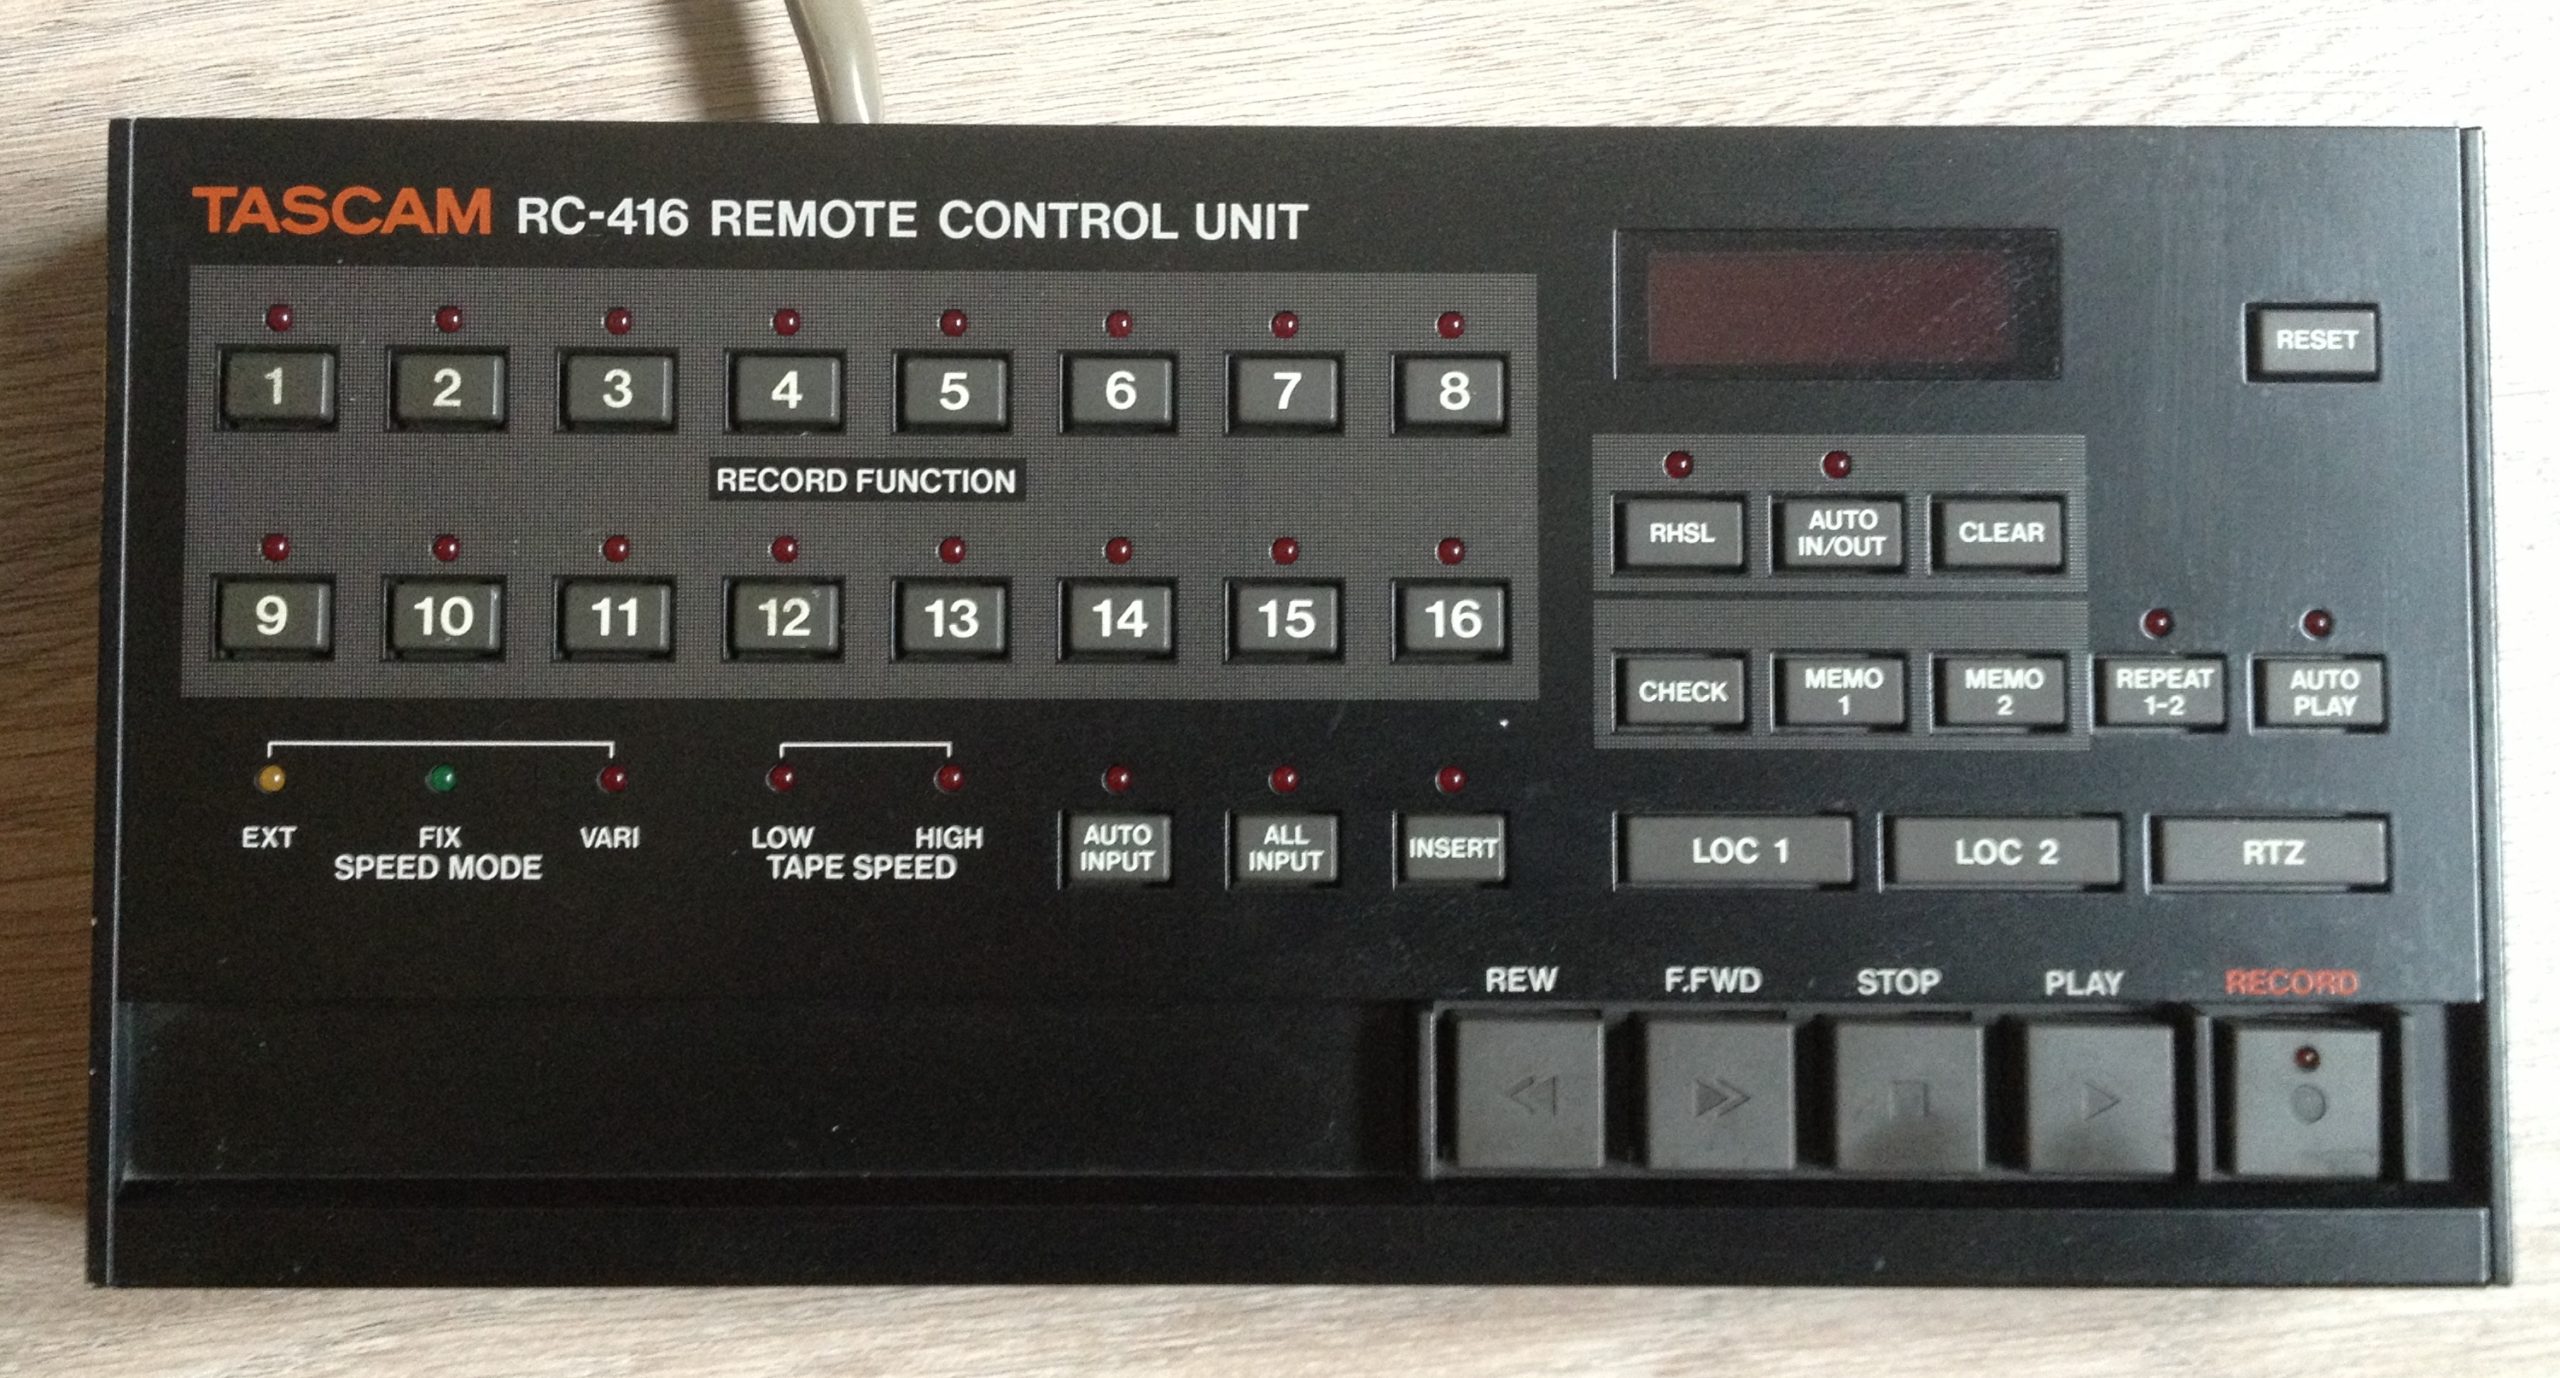 TASCAM RC-416 REMOTE CONTROL UNIT
1 2 3 4 5 6 7 8
RECORD FUNCTION
9 10 11 12 13 14 15 16
EXT FIX VARI
SPEED MODE
LOW HIGH
TAPE SPEED
AUTO
INPUT
ALL
INPUT
INSERT
RESET
RHSL
AUTO
IN/OUT
CLEAR
CHECK
MEMO
1
MEMO
2
REPEAT
1-2
AUTO
PLAY
LOC 1
LOC 2
RTZ
REW F.FWD STOP PLAY RECORD